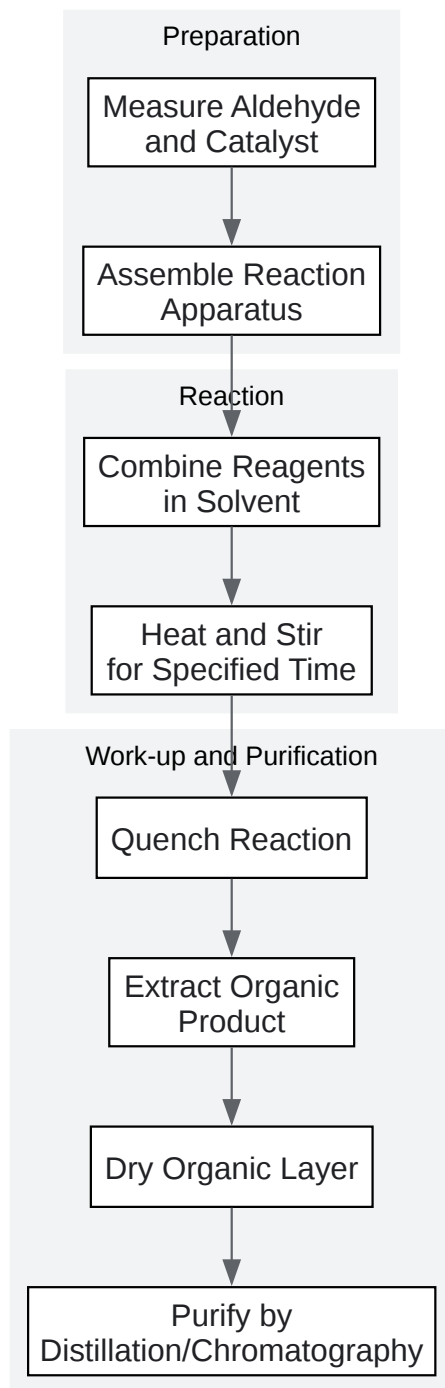 Preparation
Measure Aldehyde
and Catalyst
Assemble Reaction
Apparatus
Reaction
Combine Reagents
in Solvent
Heat and Stir
for Specified Time
Work-up and Purification
Quench Reaction
Extract Organic
Product
Dry Organic Layer
Purify by
Distillation/Chromatography